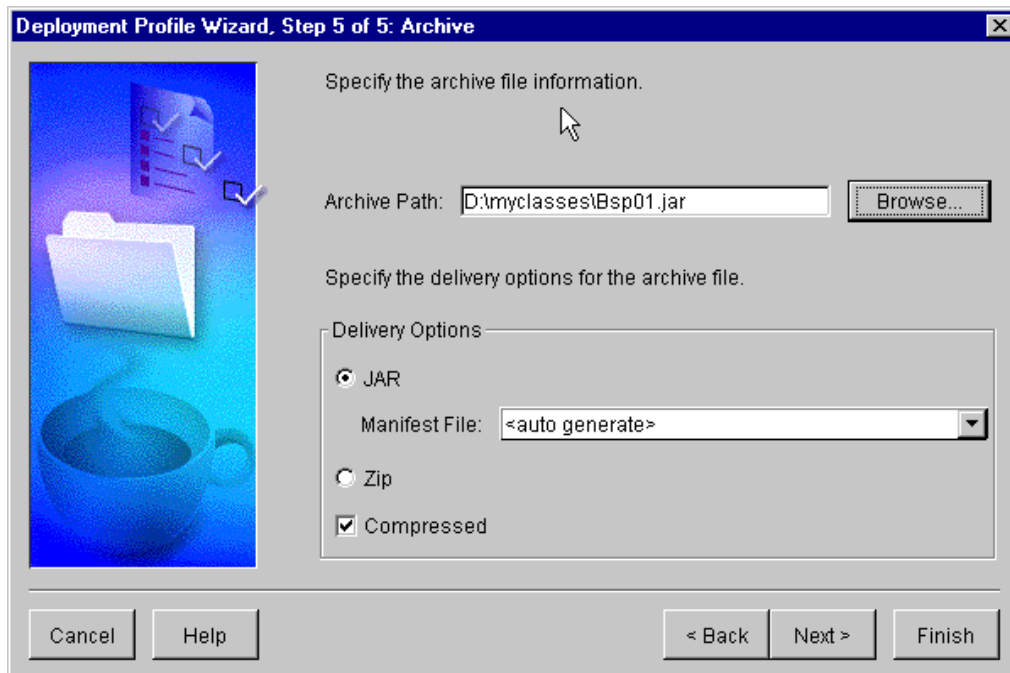 Deployment Profile Wizard, Step 5 of 5: Archive
Specify the archive file information.
Archive Path: D:\myclasses\Bsp01.jar Browse...
Specify the delivery options for the archive file.
Delivery Options
JAR
Manifest File: <auto generate>
Zip
Compressed
Cancel Help < Back Next > Finish